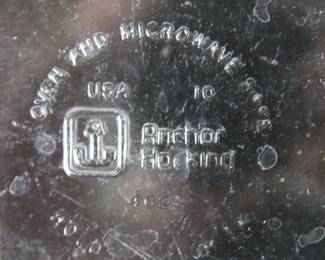 OVEN AND MICROWAVE SAFE
USA 10
Anchor
Hocking